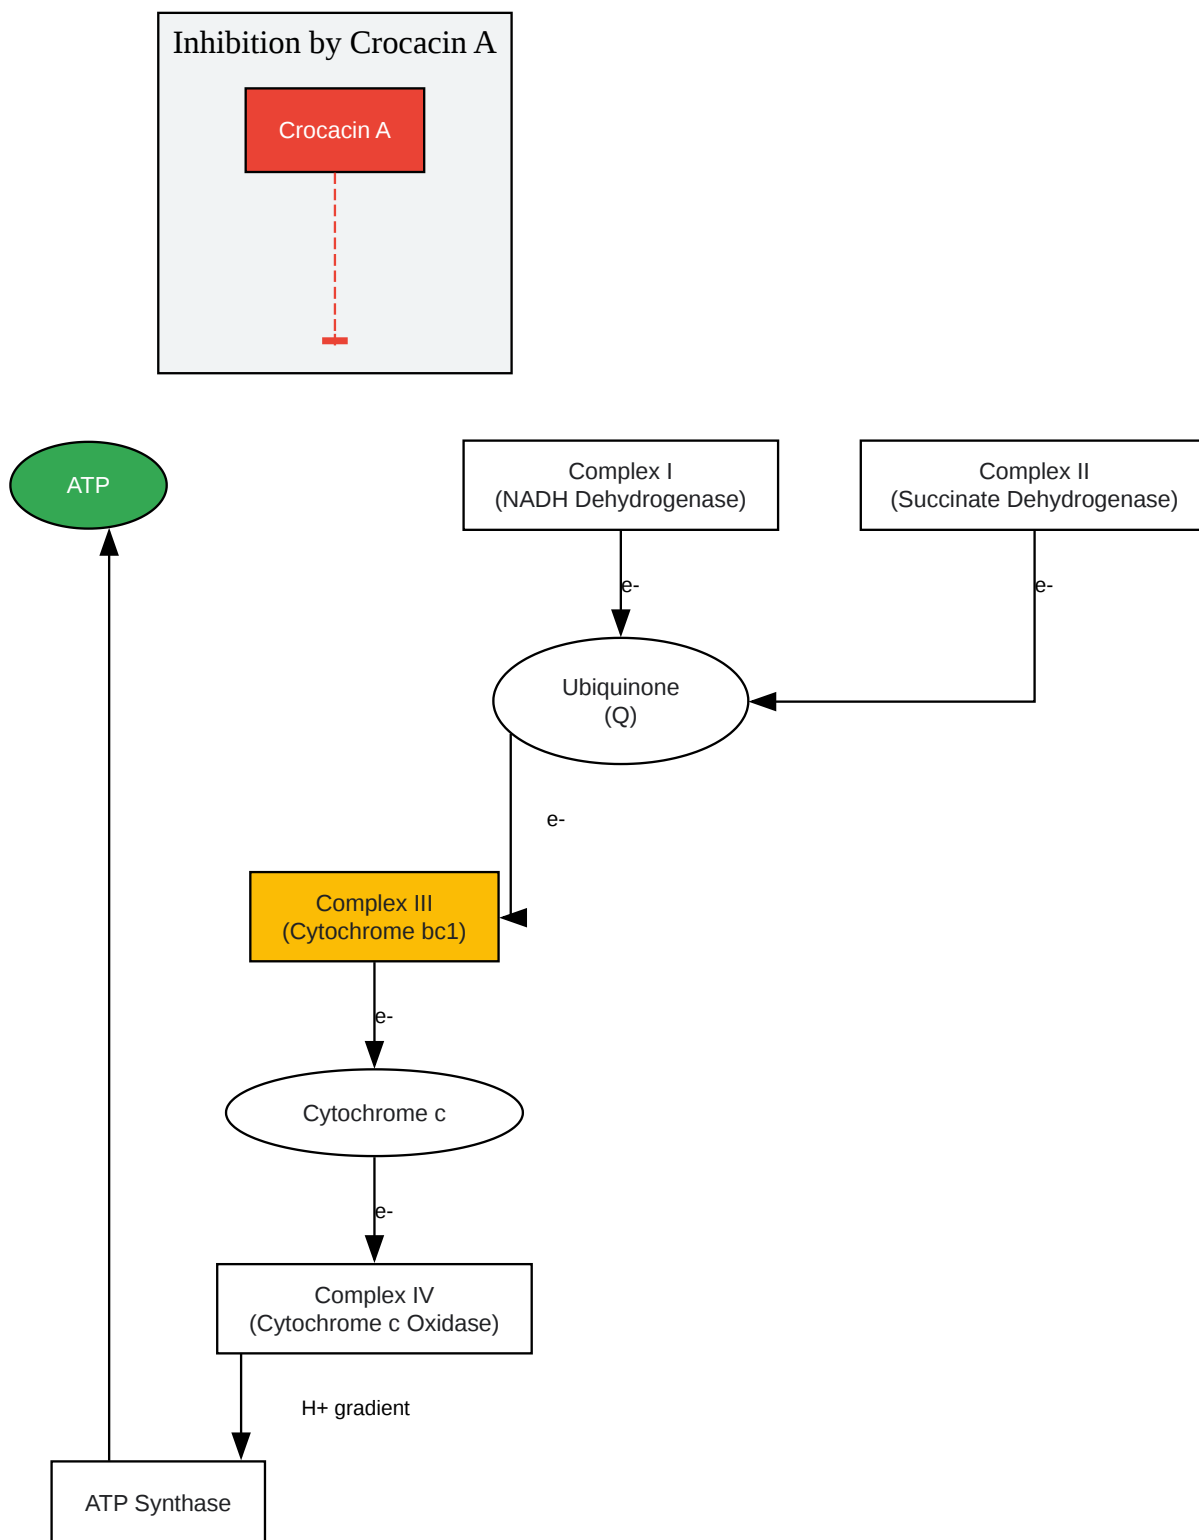 Inhibition by Crocacin A
Crocacin A
ATP
Complex I
(NADH Dehydrogenase)
Complex II
(Succinate Dehydrogenase)
e-
e-
Ubiquinone
(Q)
e-
Complex III
(Cytochrome bc1)
e-
Cytochrome c
e-
Complex IV
(Cytochrome c Oxidase)
H+ gradient
ATP Synthase